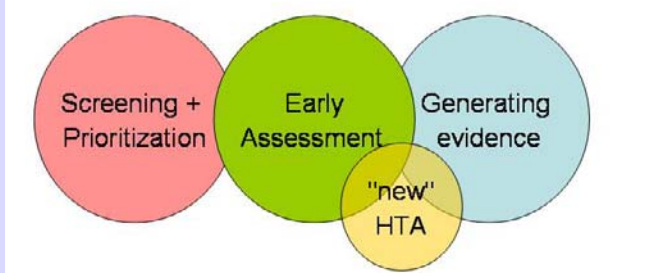 Screening +
Prioritization
Early
Assessment
Generating
evidence
"new"
HTA